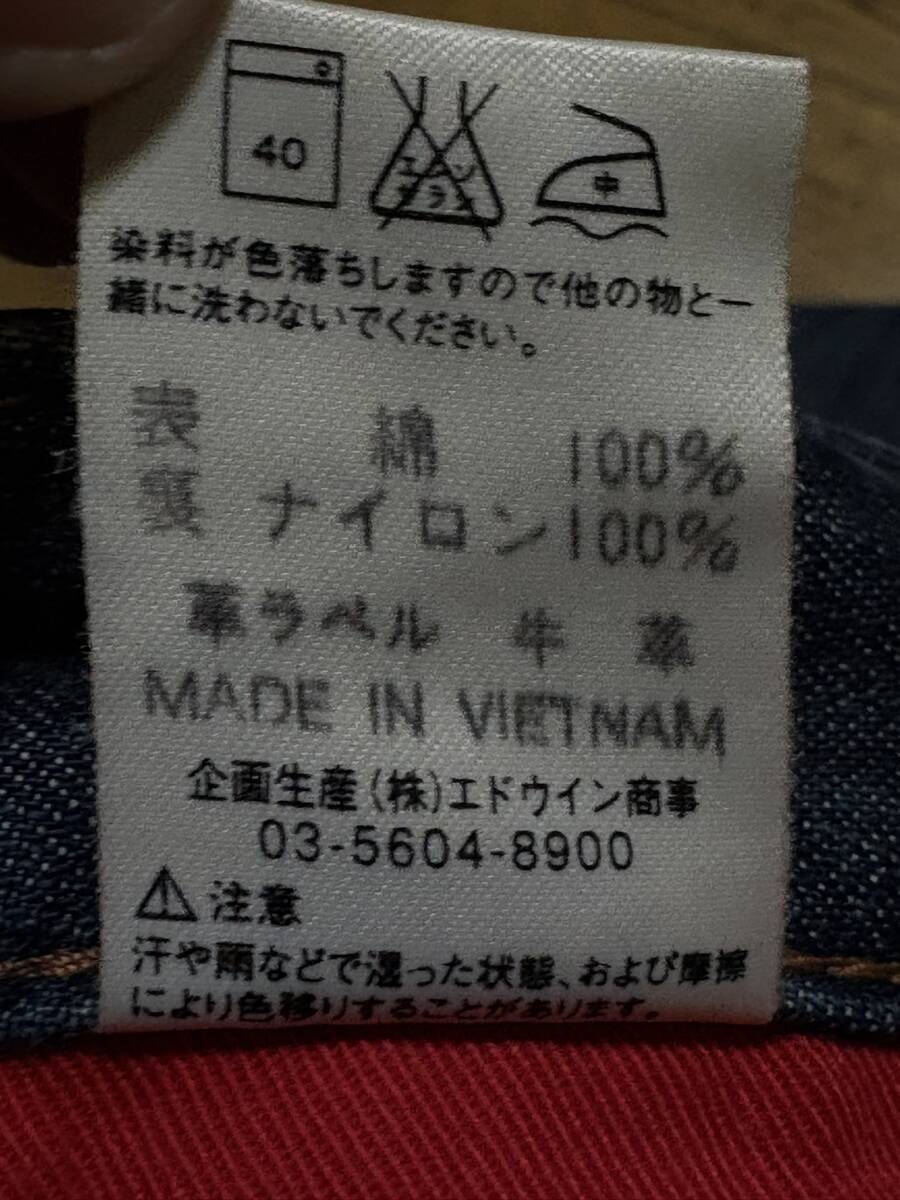 40
エンソ
サラシ
中
染料が色落ちしますので他の物と一
緒に洗わないでください。
表 綿 100%
裏 ナイロン100%
革ラベル 牛 革
MADE IN VIETNAM
企画生産(株)エドウイン商事
03-5604-8900
注意
汗や雨などで湿った状態、および摩擦
により色移りすることがあります。